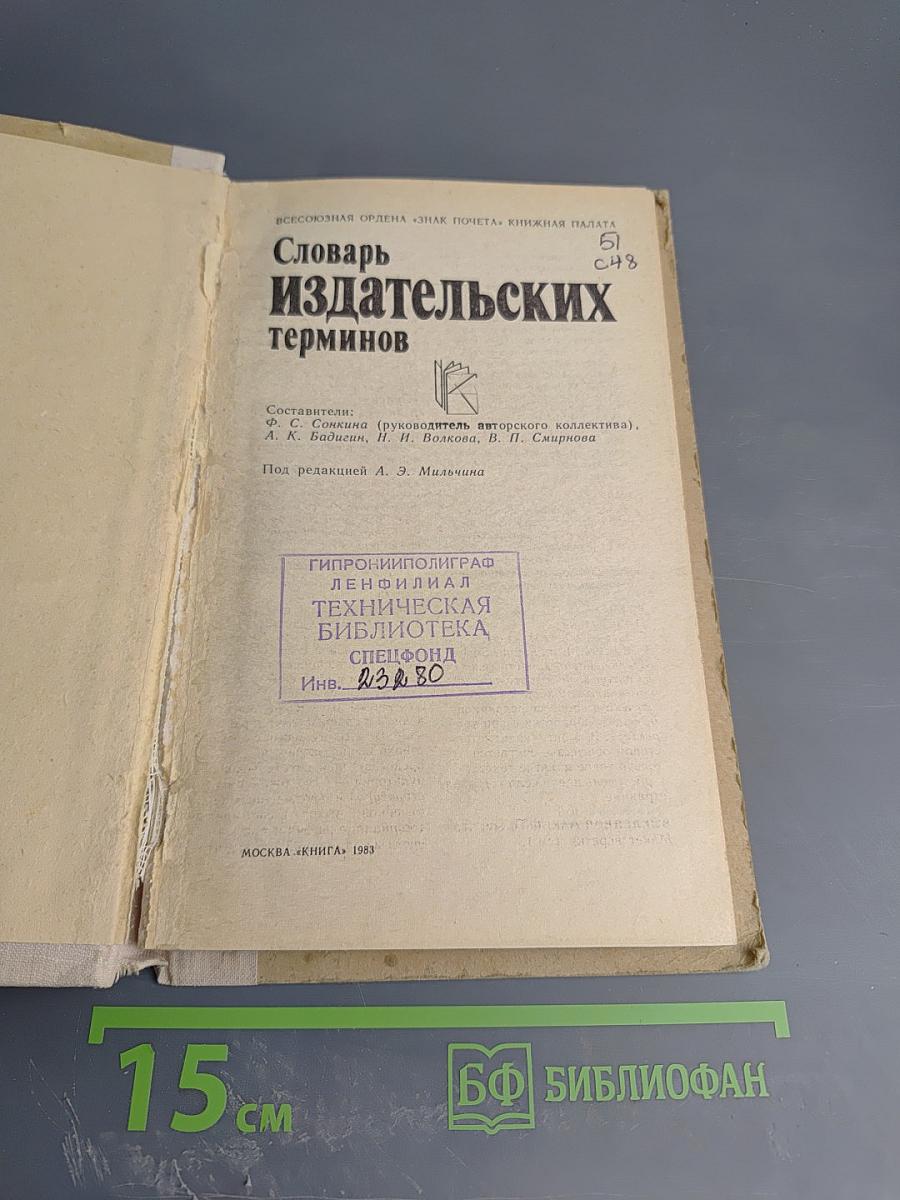 ВСЕСОЮЗНАЯ ОРДЕНА «ЗНАК ПОЧЕТА» КНИЖНАЯ ПАЛАТА
51
с48
Словарь
ИЗДАТЕЛЬСКИХ
терминов
Составители:
Ф. С. Сонкина (руководитель авторского коллектива),
А. К. Бадигин, Н. И. Волкова, В. П. Смирнова
Под редакцией А. Э. Мильчина
ГИПРОНИИПОЛИГРАФ
ЛЕНФИЛИАЛ
ТЕХНИЧЕСКАЯ
БИБЛИОТЕКА
СПЕЦФОНД
Инв. 23280
МОСКВА «КНИГА» 1983
15 см
БФ БИБЛИОФАН